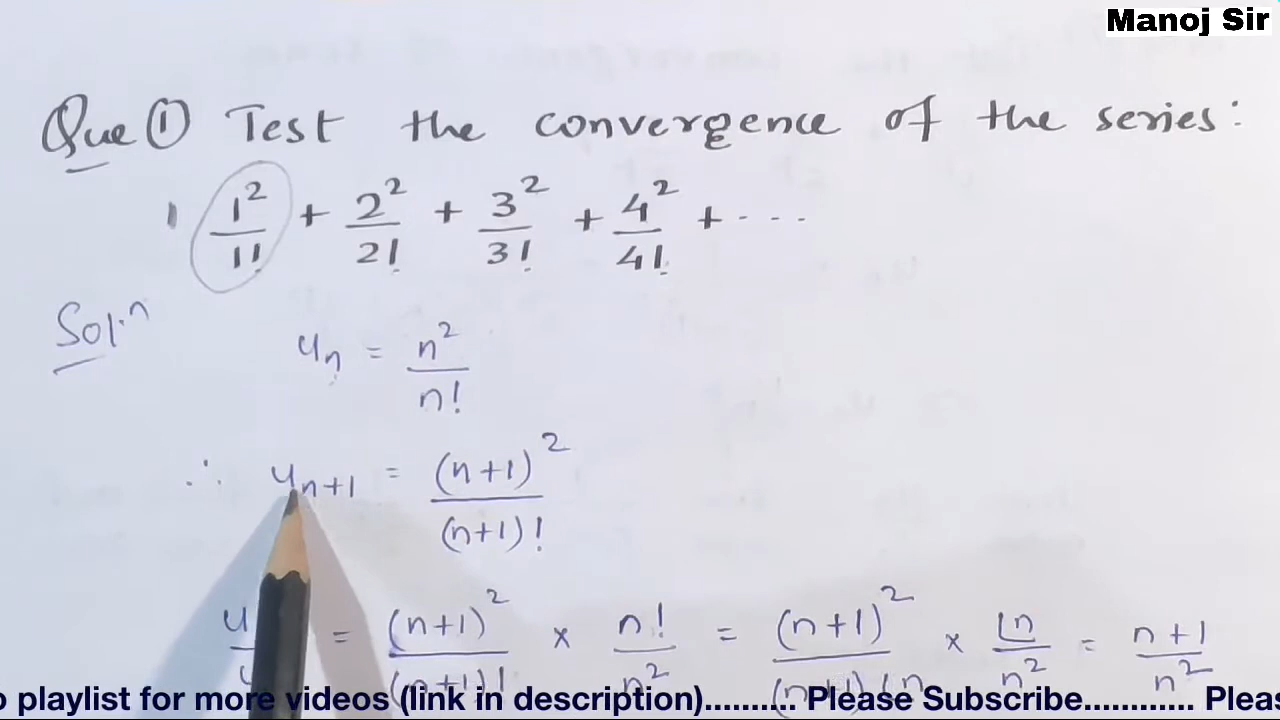 Manoj Sir
Que ① Test the convergence of the series:
1²/1! + 2²/2! + 3²/3! + 4²/4! + ...
Sol.ⁿ
uₙ = n²/n!
∴ uₙ₊₁ = (n+1)²/(n+1)!
= (n+1)²/(n+1)! × n!/n² = (n+1)²/(n+1)⌊n × ⌊n/n² = n+1/n²
playlist for more videos (link in description).......... Please Subscribe............